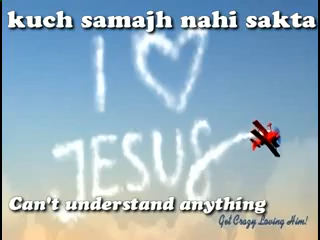 kuch samajh nahi sakta
I ♥
JESUS
Can't understand anything
Get Crazy Loving Him!